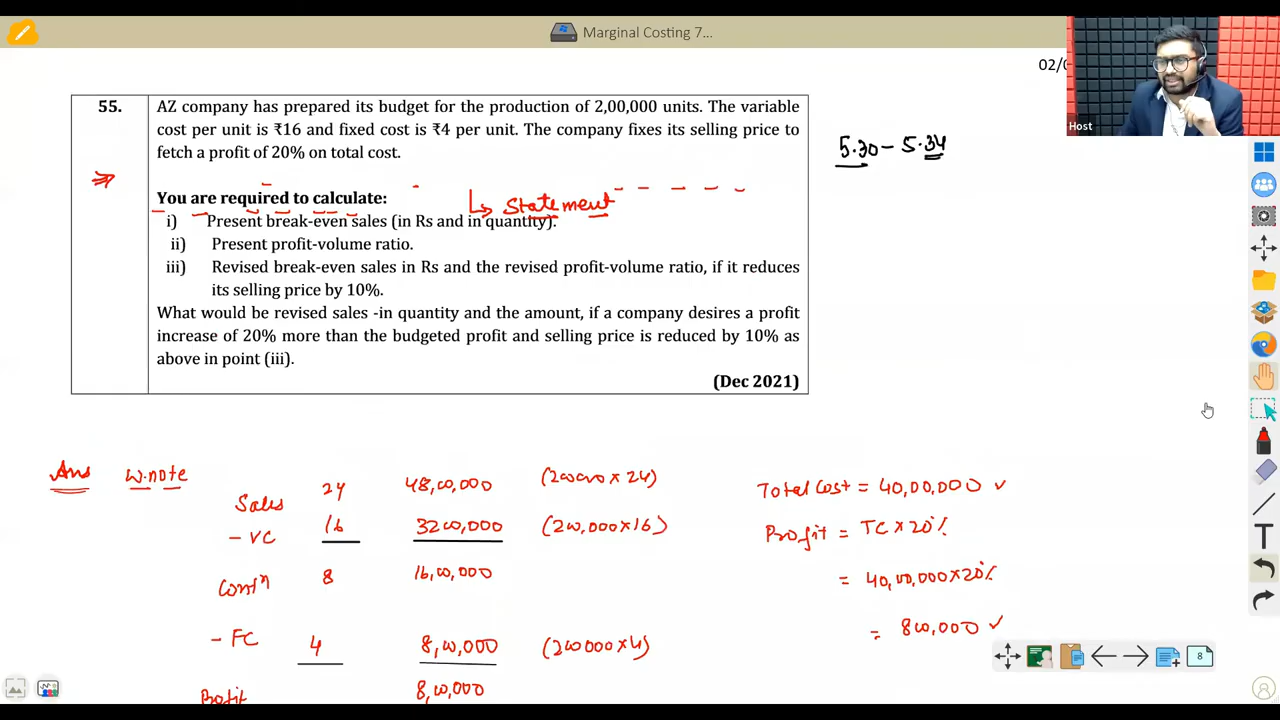 Marginal Costing 7...
02/0
Host
55. AZ company has prepared its budget for the production of 2,00,000 units. The variable
cost per unit is ₹16 and fixed cost is ₹4 per unit. The company fixes its selling price to
fetch a profit of 20% on total cost.
5.30 - 5.34
You are required to calculate:
↳ Statement
i) Present break-even sales (in Rs and in quantity).
ii) Present profit-volume ratio.
iii) Revised break-even sales in Rs and the revised profit-volume ratio, if it reduces
its selling price by 10%.
What would be revised sales -in quantity and the amount, if a company desires a profit
increase of 20% more than the budgeted profit and selling price is reduced by 10% as
above in point (iii).
(Dec 2021)
Ans w.note
Sales 24 48,00,000 (200000 x 24)
- VC 16 3200,000 (200,000 x 16)
Contn 8 16,00,000
- FC 4 8,00,000 (200000 x 4)
Profit 8,00,000
Total Cost = 40,00,000 ✓
Profit = TC x 20%
= 40,00,000 x 20%
= 800,000 ✓
8